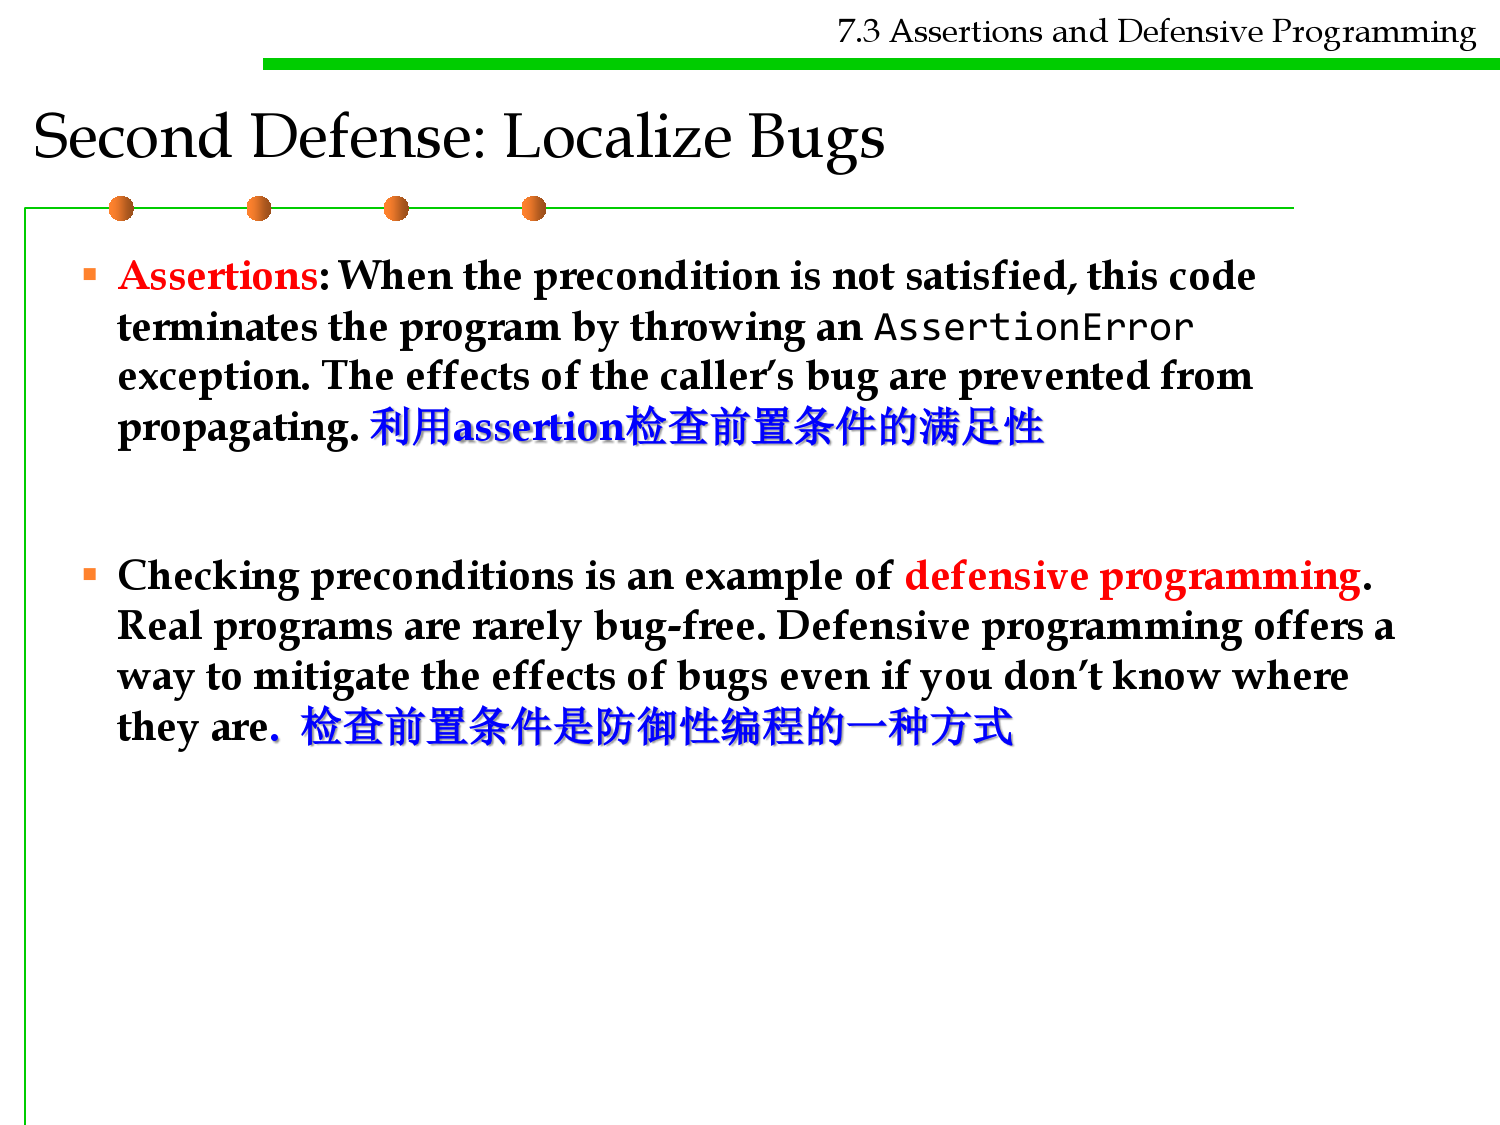 7.3 Assertions and Defensive Programming
Second Defense: Localize Bugs
▪ Assertions: When the precondition is not satisfied, this code
terminates the program by throwing an AssertionError
exception. The effects of the caller’s bug are prevented from
propagating. 利用assertion检查前置条件的满足性
▪ Checking preconditions is an example of defensive programming.
Real programs are rarely bug-free. Defensive programming offers a
way to mitigate the effects of bugs even if you don’t know where
they are. 检查前置条件是防御性编程的一种方式